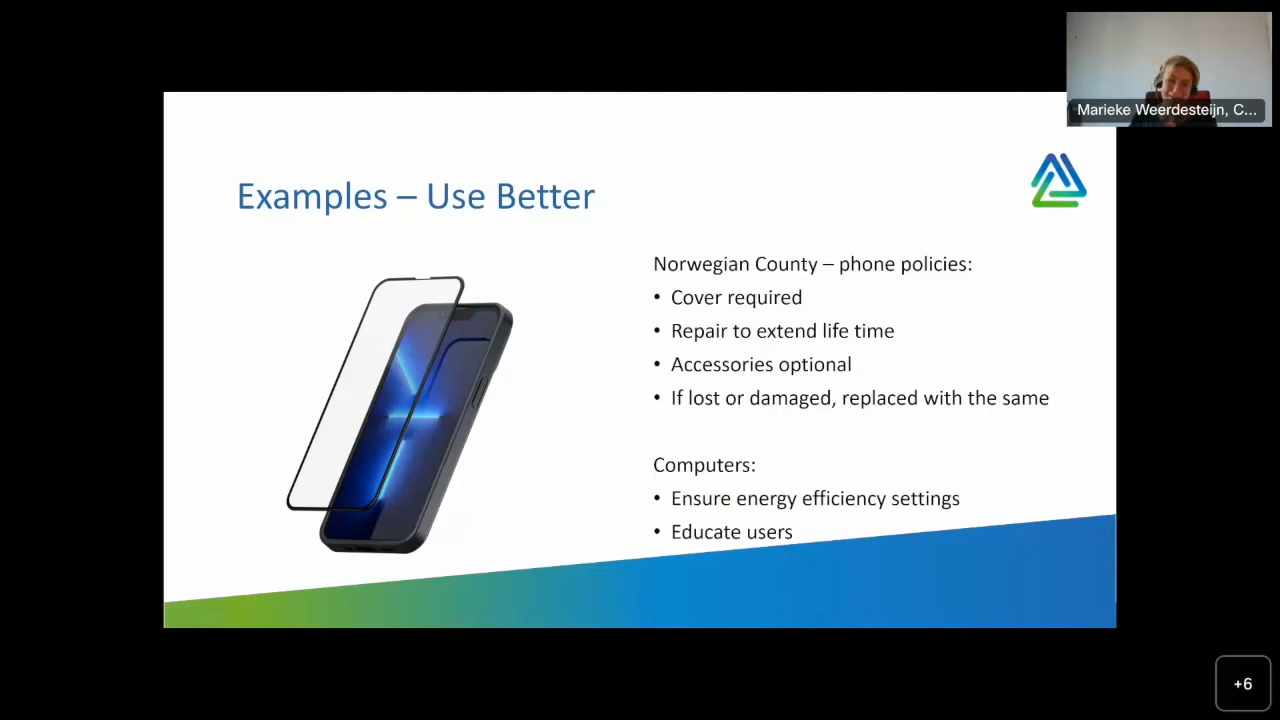 Marieke Weerdesteijn, C...
Examples – Use Better
Norwegian County – phone policies:
• Cover required
• Repair to extend life time
• Accessories optional
• If lost or damaged, replaced with the same
Computers:
• Ensure energy efficiency settings
• Educate users
+6